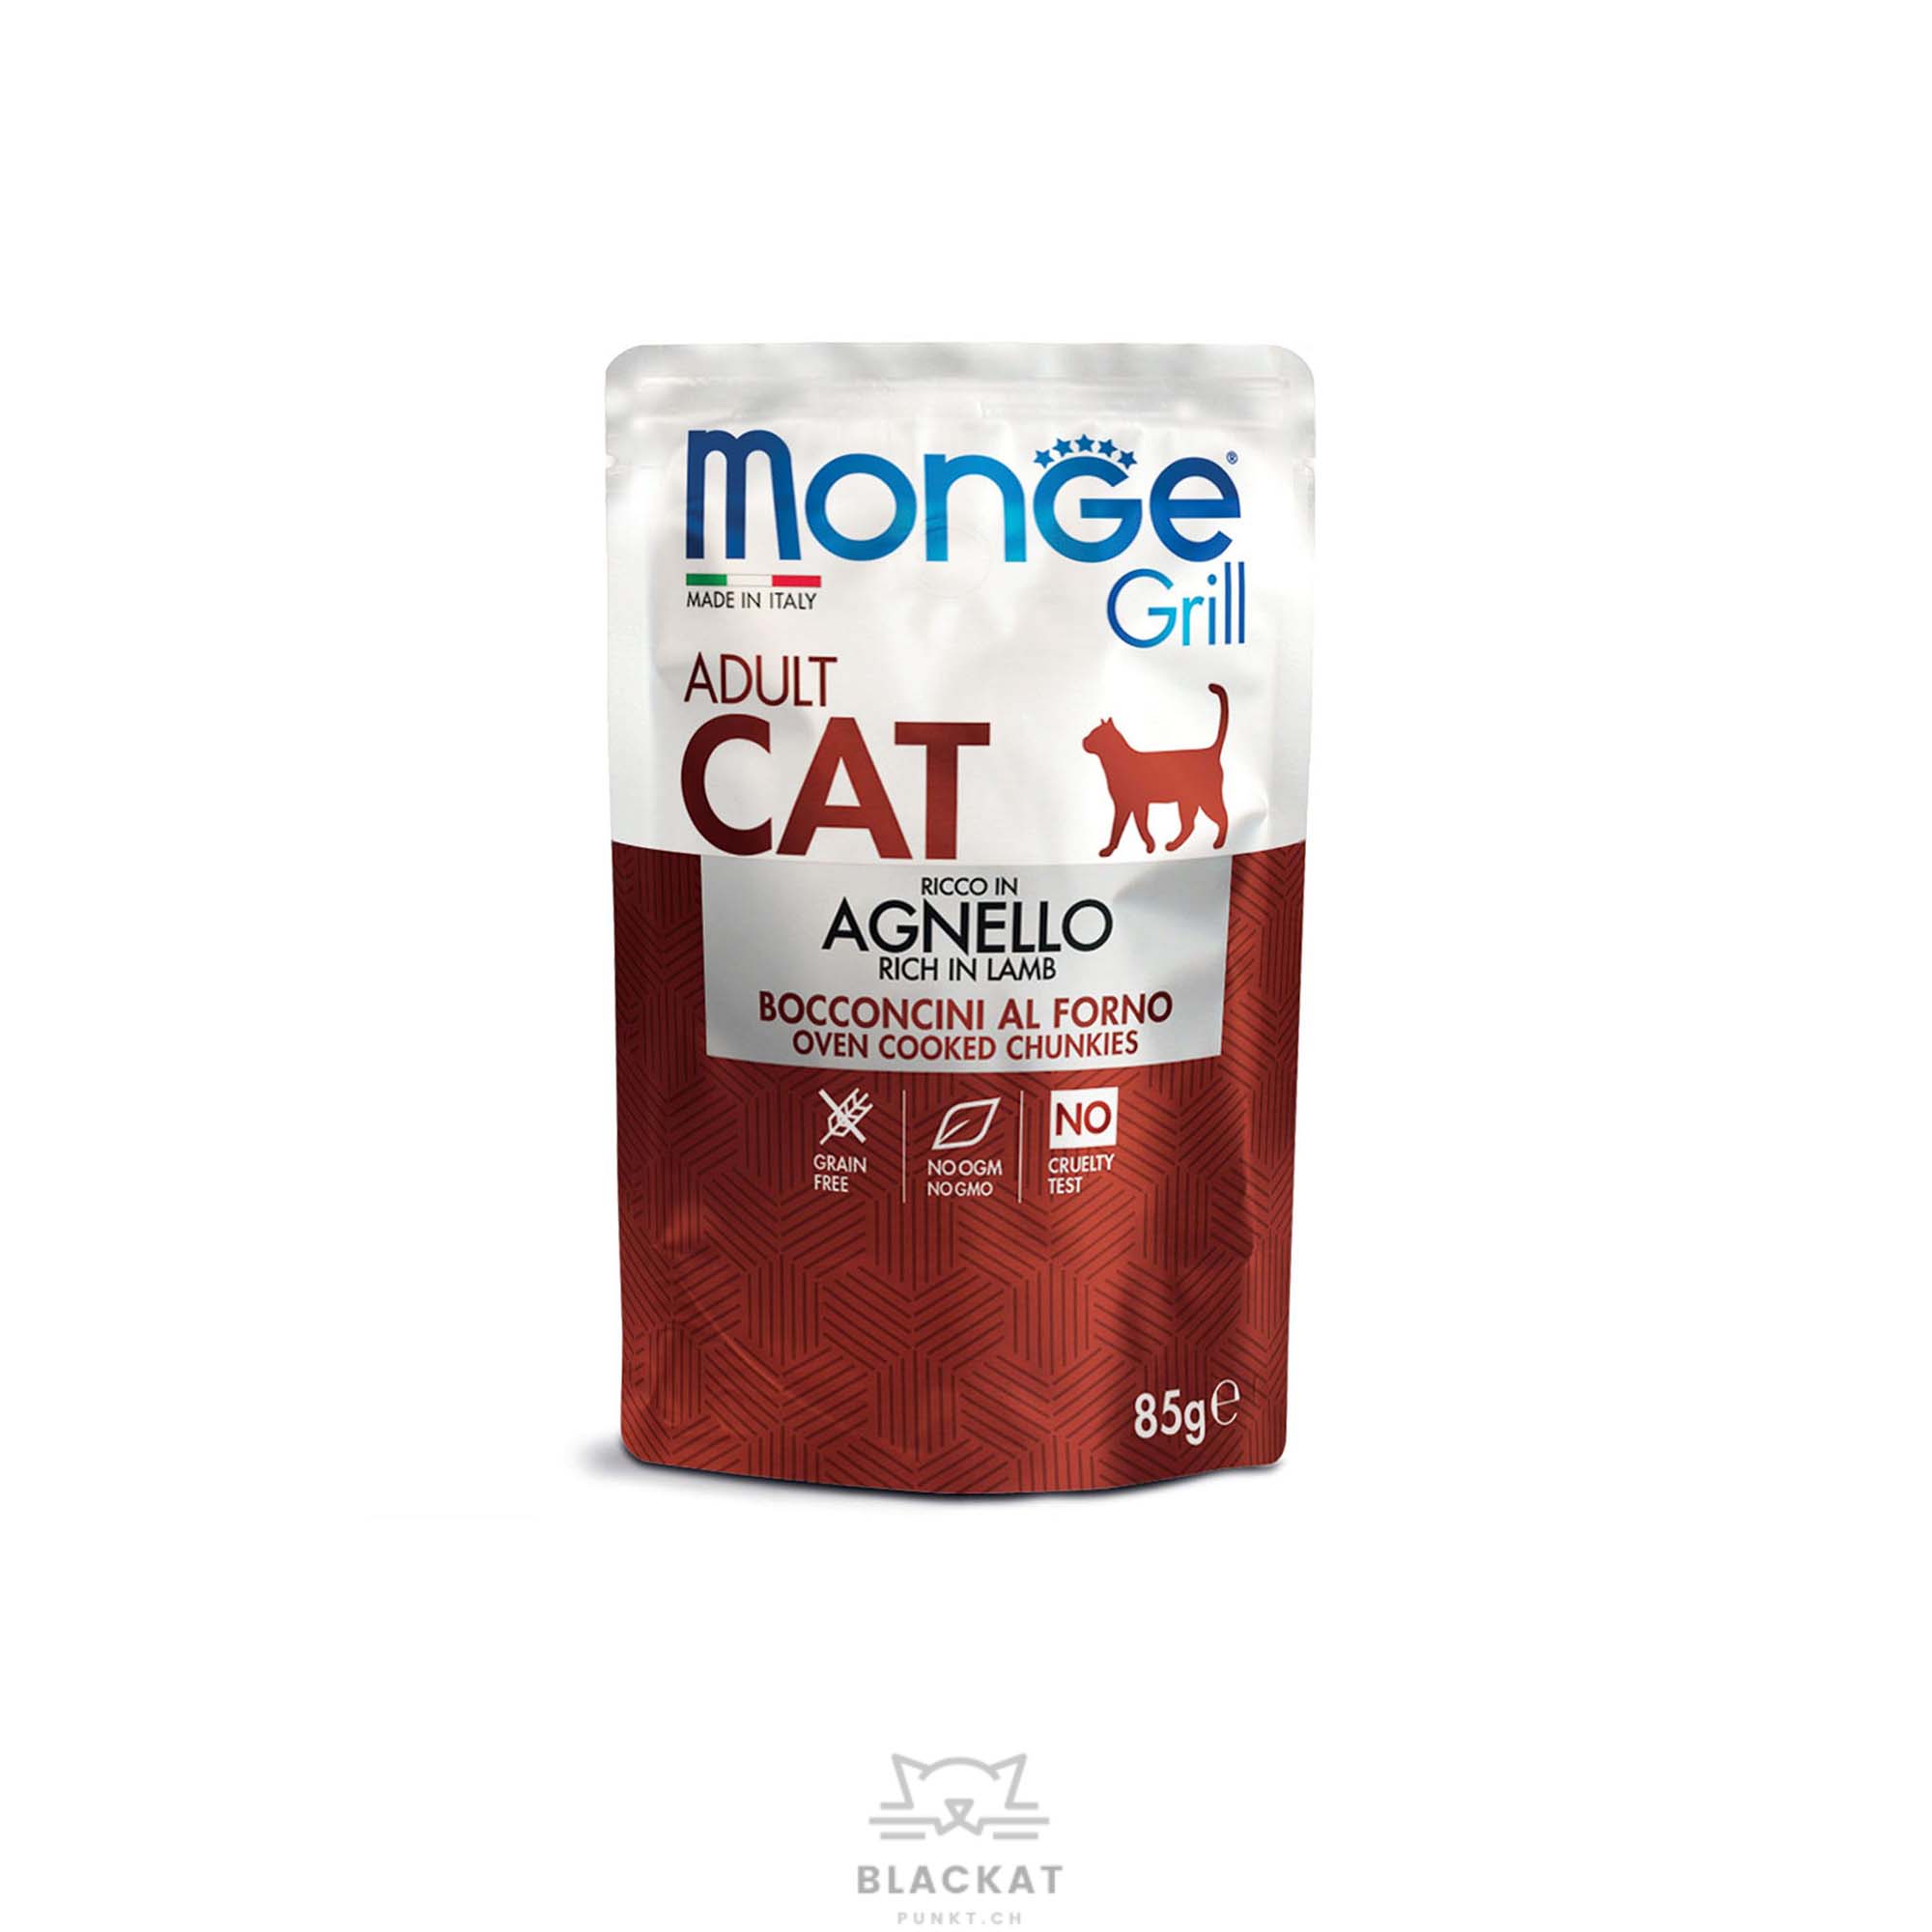 monGe®
Grill
MADE IN ITALY
ADULT
CAT
RICCO IN
AGNELLO
RICH IN LAMB
BOCCONCINI AL FORNO
OVEN COOKED CHUNKIES
GRAIN
FREE
NO OGM
NO GMO
NO
CRUELTY
TEST
85g℮
BLACKAT
PUNKT.CH